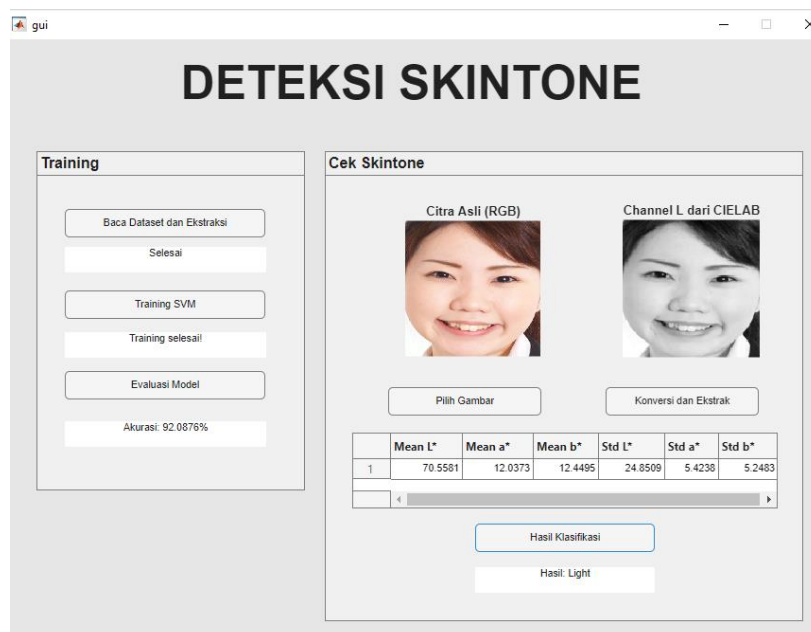 gui
DETEKSI SKINTONE
Training
Baca Dataset dan Ekstraksi
Selesai
Training SVM
Training selesai!
Evaluasi Model
Akurasi: 92.0876%
Cek Skintone
Citra Asli (RGB)
Channel L dari CIELAB
Pilih Gambar
Konversi dan Ekstrak
Mean L* Mean a* Mean b* Std L* Std a* Std b*
1 70.5581 12.0373 12.4495 24.8509 5.4238 5.2483
Hasil Klasifikasi
Hasil: Light